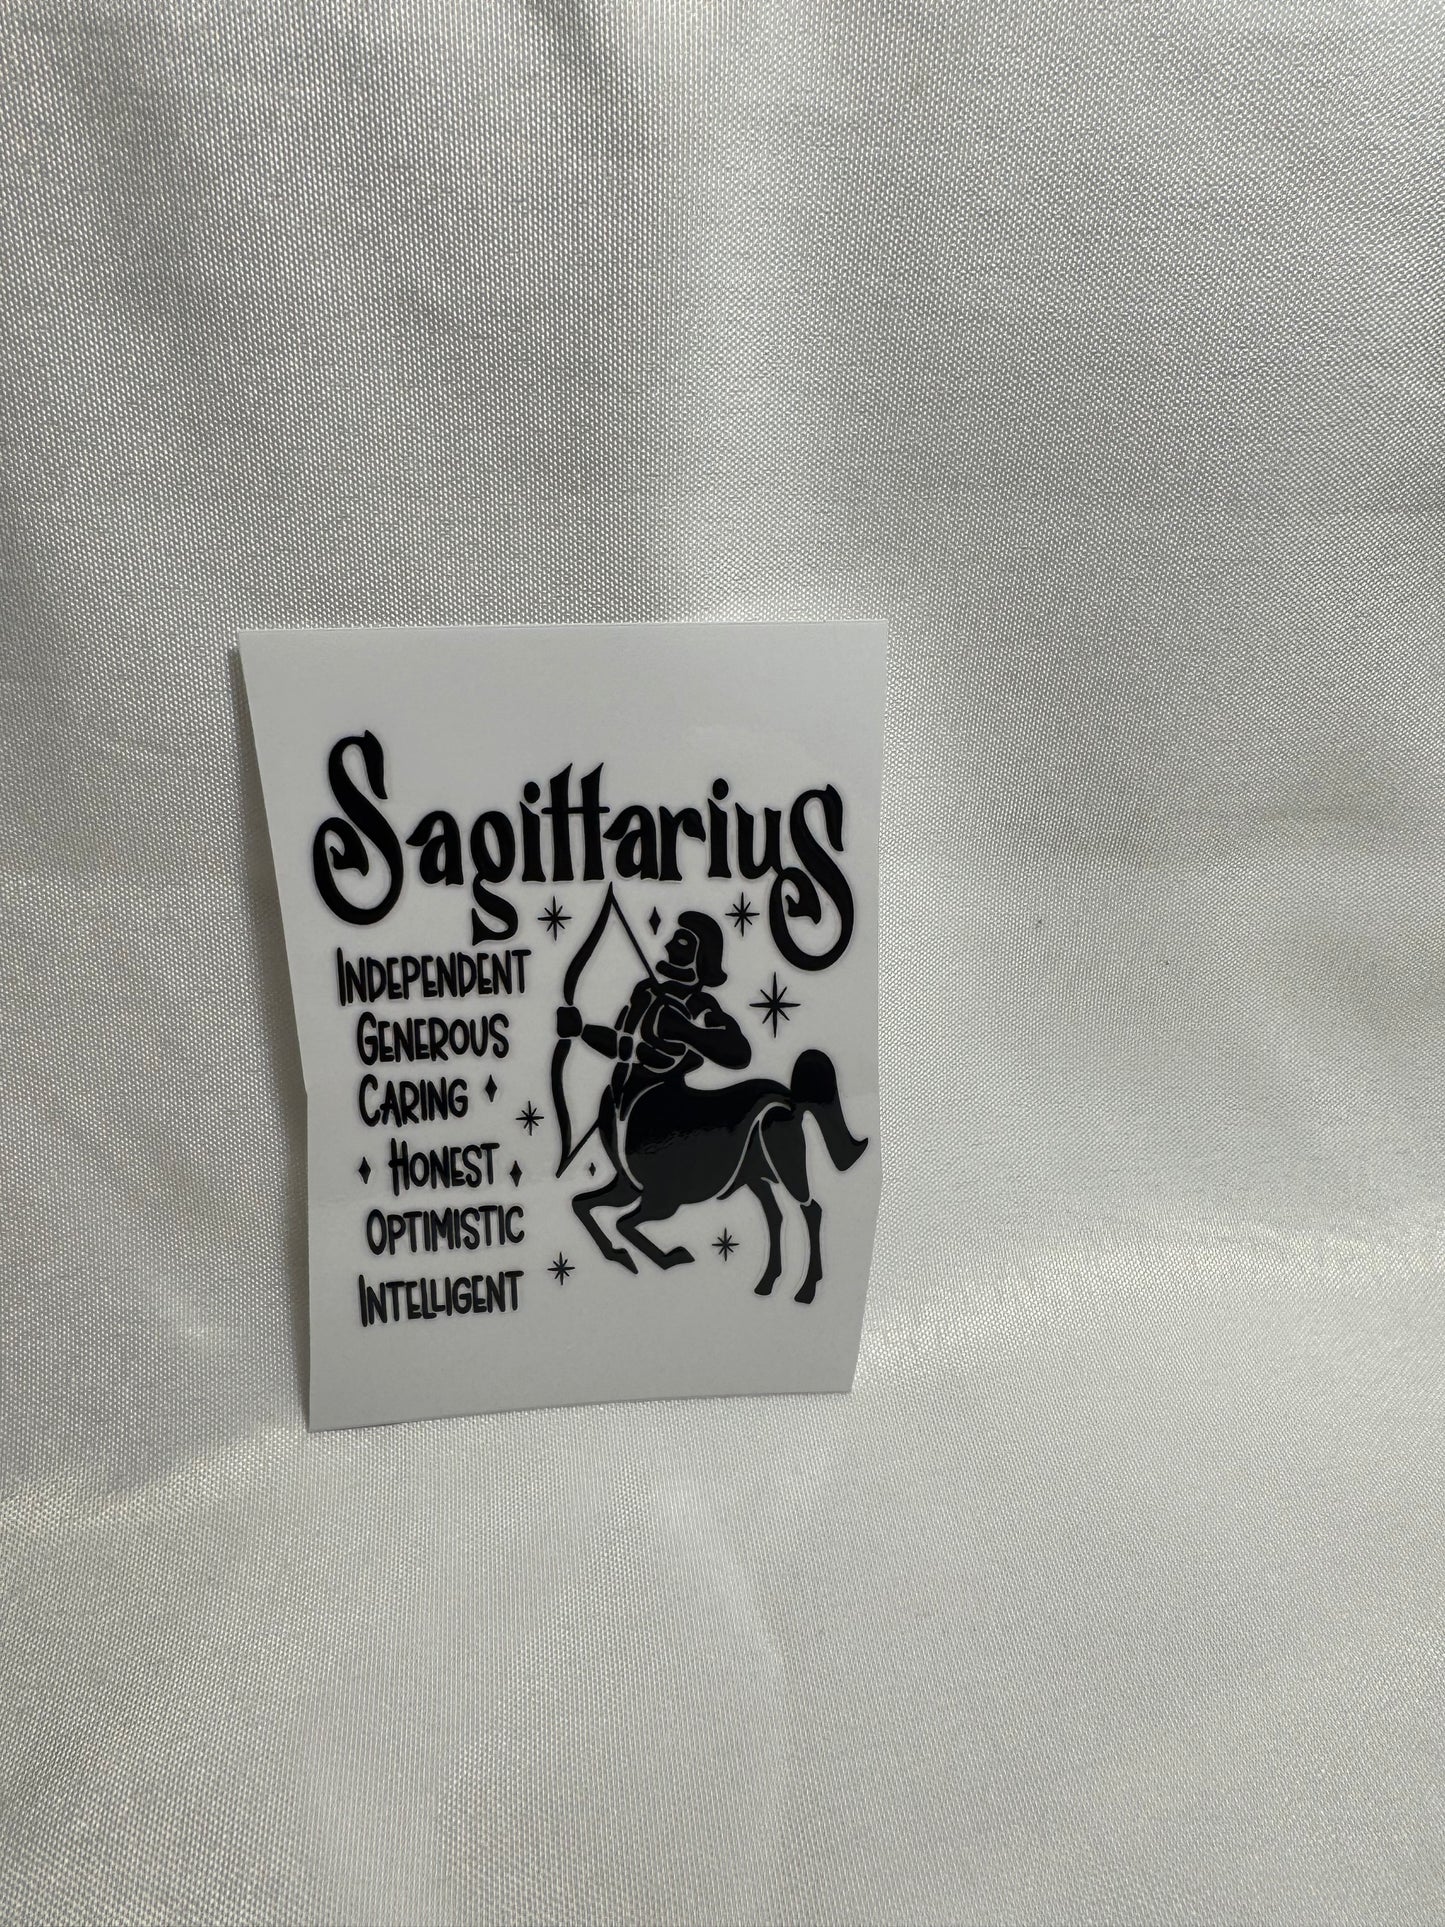 Sagittarius
INDEPENDENT
GENEROUS
CARING
HONEST
OPTIMISTIC
INTELLIGENT